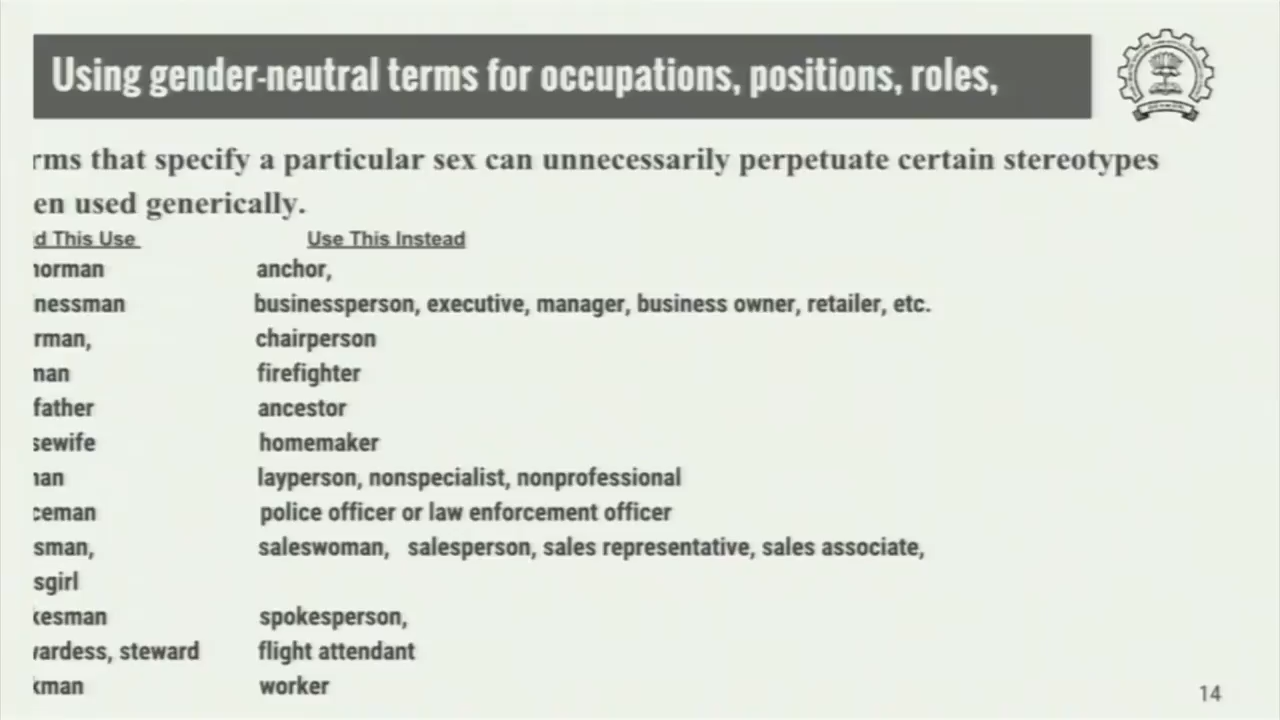 Using gender-neutral terms for occupations, positions, roles,
rms that specify a particular sex can unnecessarily perpetuate certain stereotypes
en used generically.
d This Use Use This Instead
norman anchor,
nessman businessperson, executive, manager, business owner, retailer, etc.
rman, chairperson
man firefighter
father ancestor
sewife homemaker
nan layperson, nonspecialist, nonprofessional
ceman police officer or law enforcement officer
sman, saleswoman, salesperson, sales representative, sales associate,
sgirl
kesman spokesperson,
vardess, steward flight attendant
kman worker
14